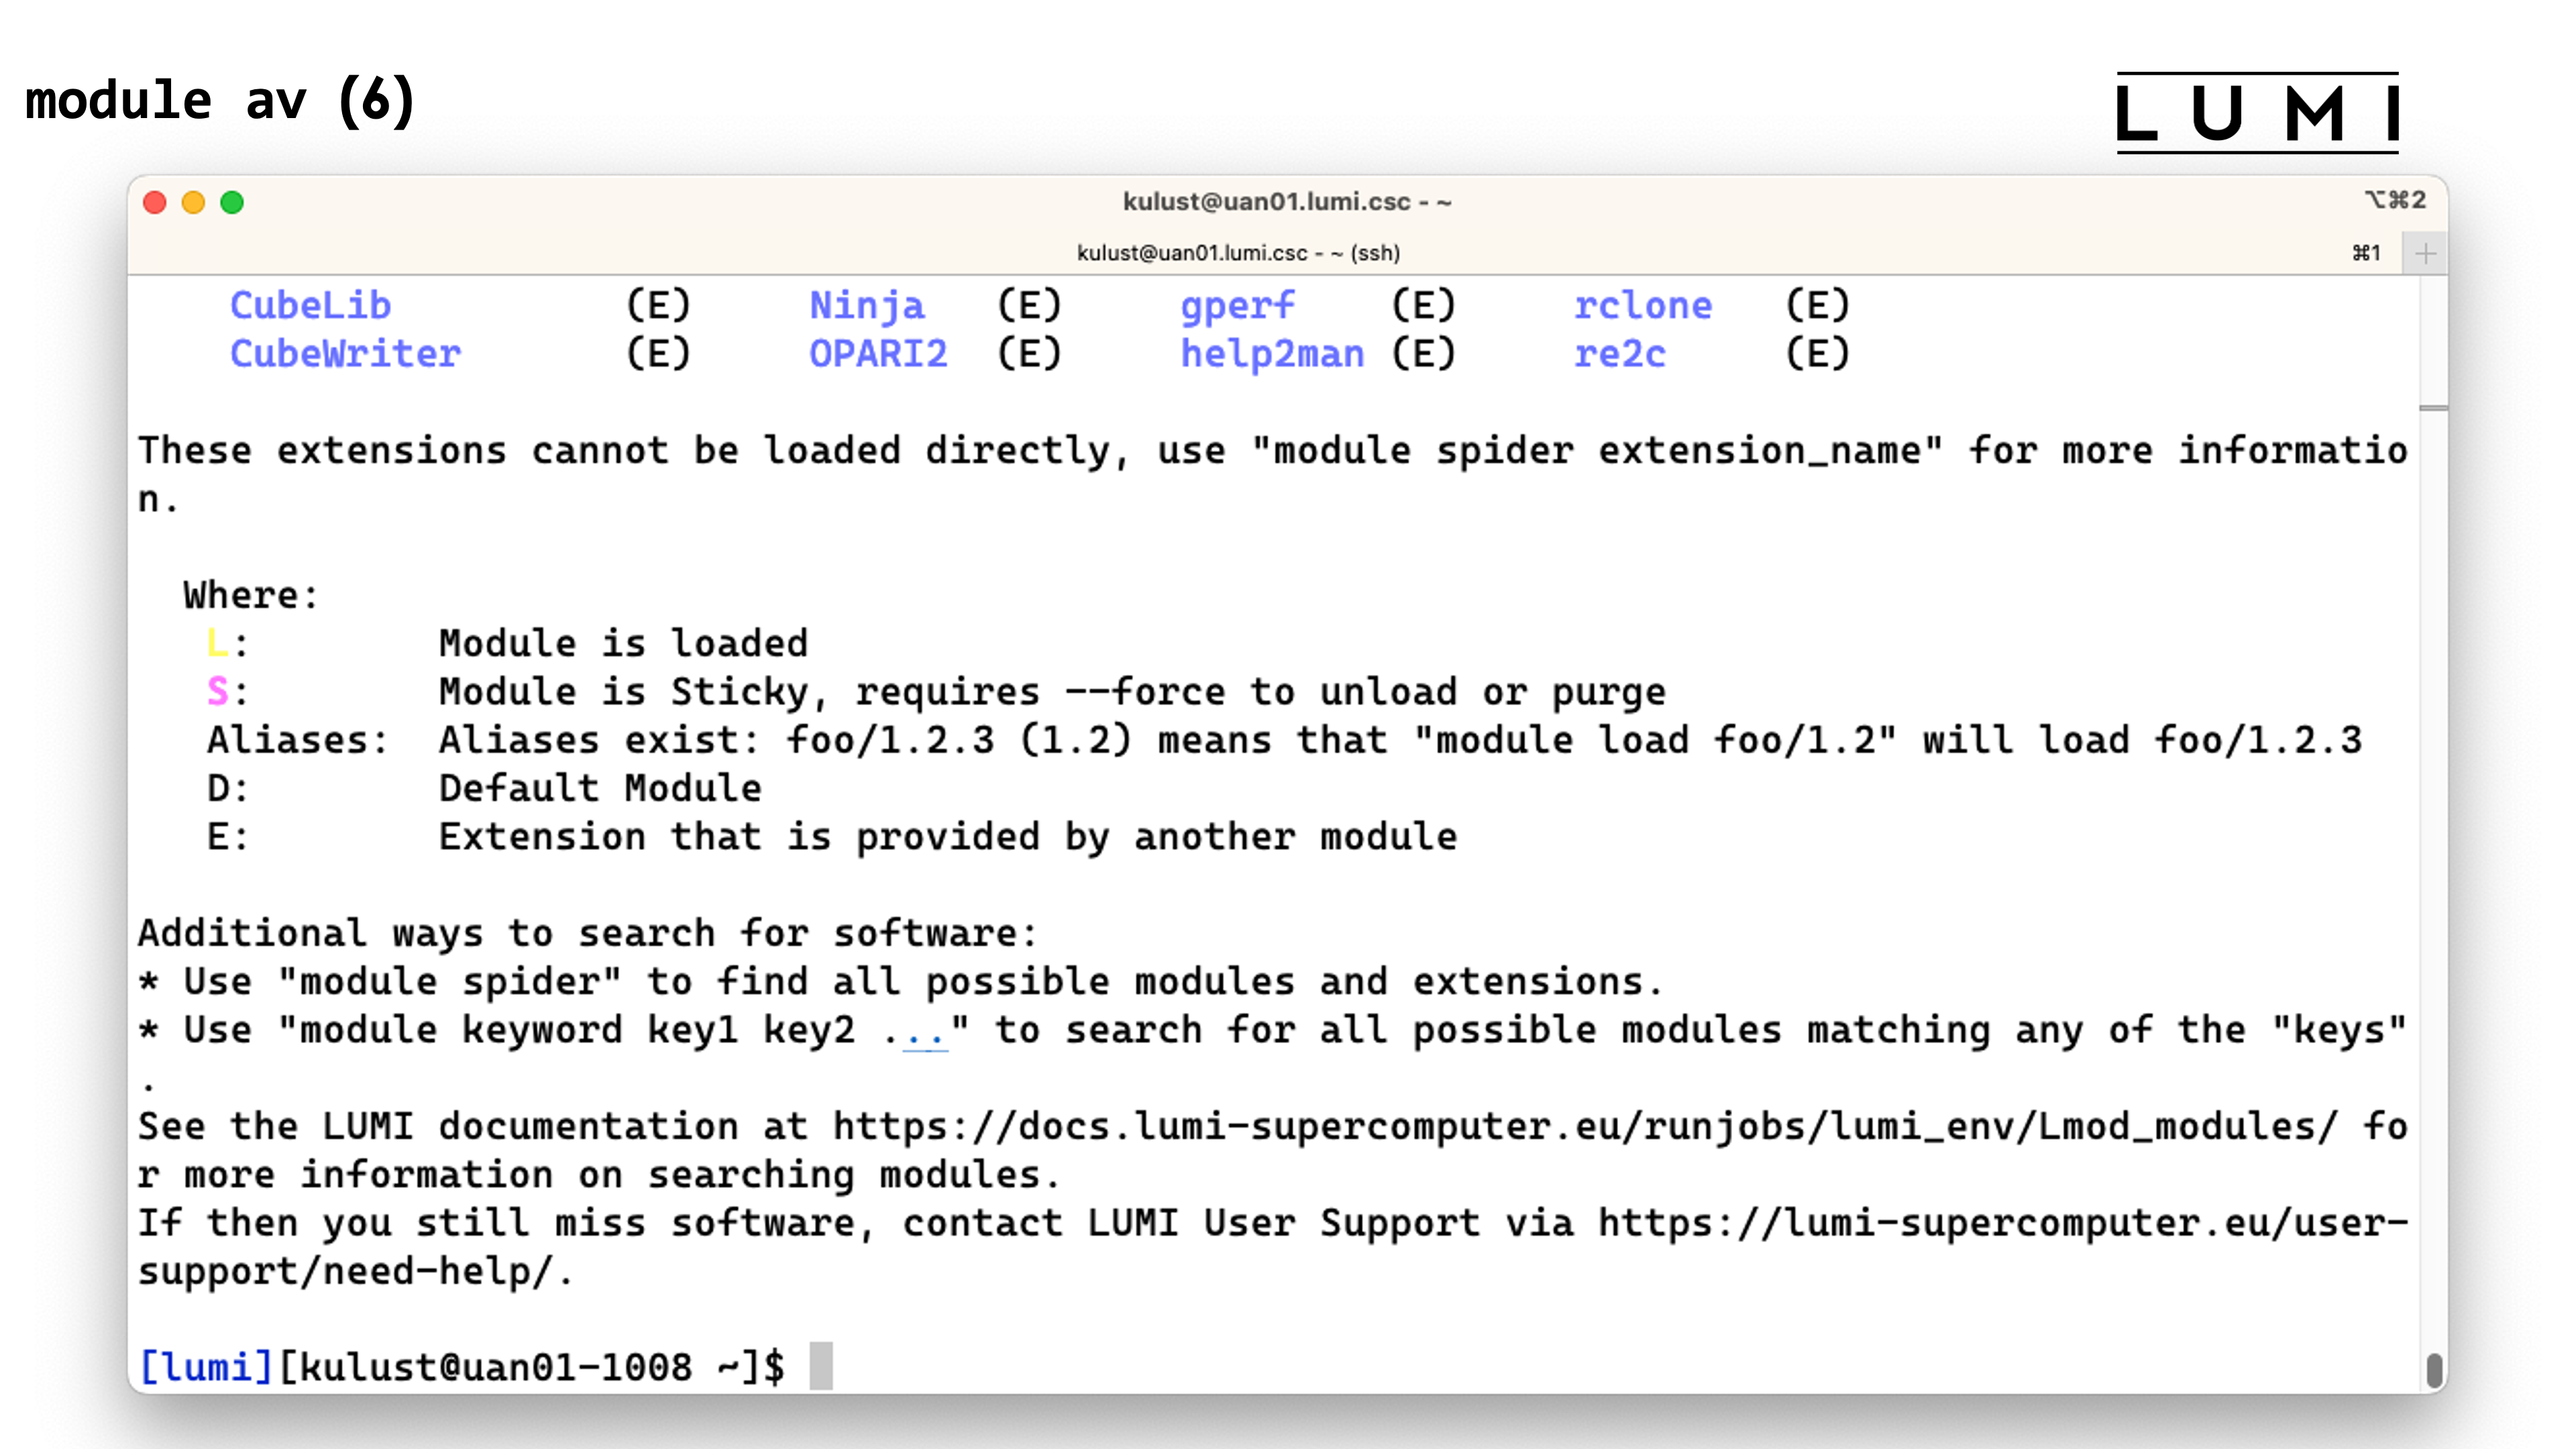 module av (6)
LUMI
kulust@uan01.lumi.csc - ~
⌥⌘2
kulust@uan01.lumi.csc - ~ (ssh)
⌘1
+
CubeLib (E) Ninja (E) gperf (E) rclone (E)
CubeWriter (E) OPARI2 (E) help2man (E) re2c (E)
These extensions cannot be loaded directly, use "module spider extension_name" for more informatio
n.
Where:
L: Module is loaded
S: Module is Sticky, requires --force to unload or purge
Aliases: Aliases exist: foo/1.2.3 (1.2) means that "module load foo/1.2" will load foo/1.2.3
D: Default Module
E: Extension that is provided by another module
Additional ways to search for software:
* Use "module spider" to find all possible modules and extensions.
* Use "module keyword key1 key2 ..." to search for all possible modules matching any of the "keys"
.
See the LUMI documentation at https://docs.lumi-supercomputer.eu/runjobs/lumi_env/Lmod_modules/ fo
r more information on searching modules.
If then you still miss software, contact LUMI User Support via https://lumi-supercomputer.eu/user-
support/need-help/.
[lumi][kulust@uan01-1008 ~]$